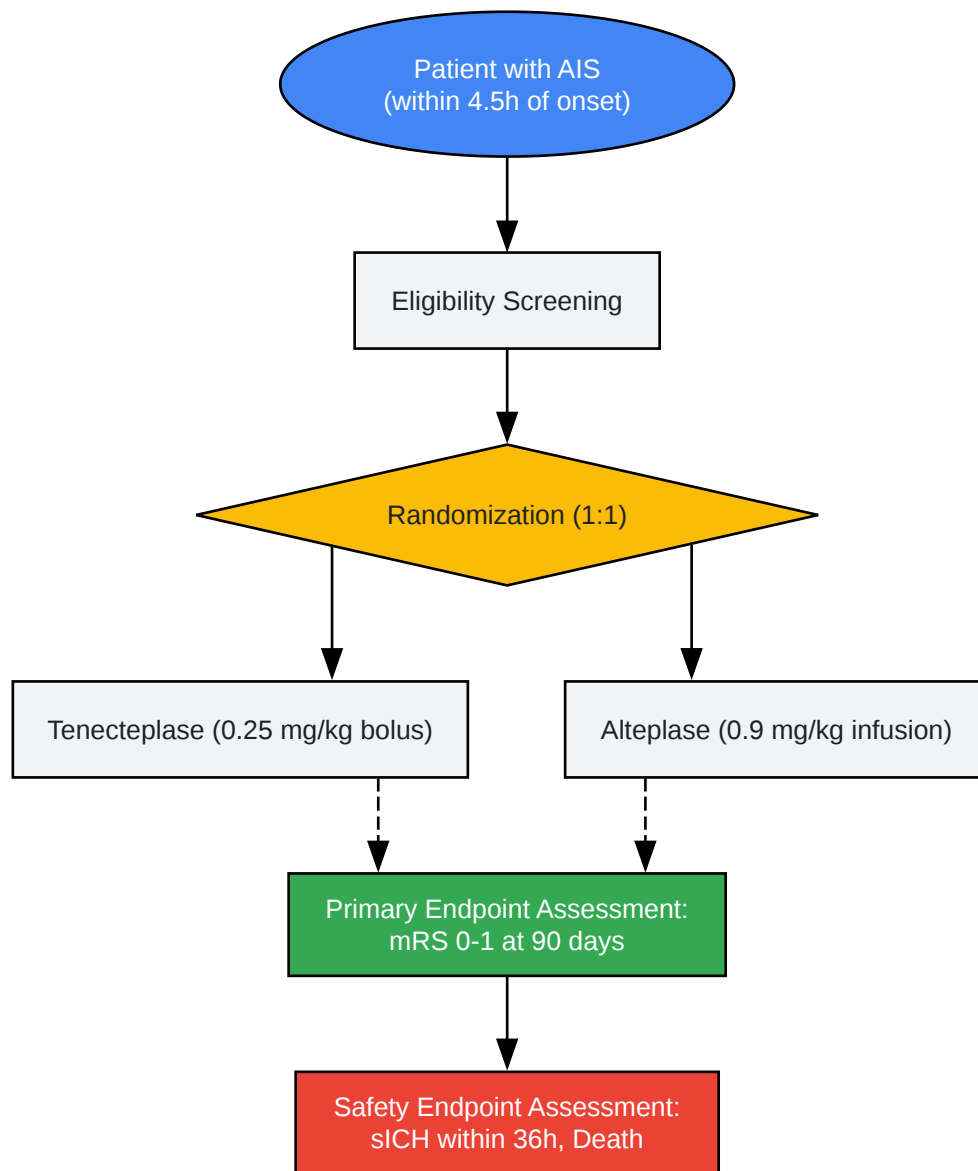 Patient with AIS
(within 4.5h of onset)
Eligibility Screening
Randomization (1:1)
Tenecteplase (0.25 mg/kg bolus)
Alteplase (0.9 mg/kg infusion)
Primary Endpoint Assessment:
mRS 0-1 at 90 days
Safety Endpoint Assessment:
sICH within 36h, Death